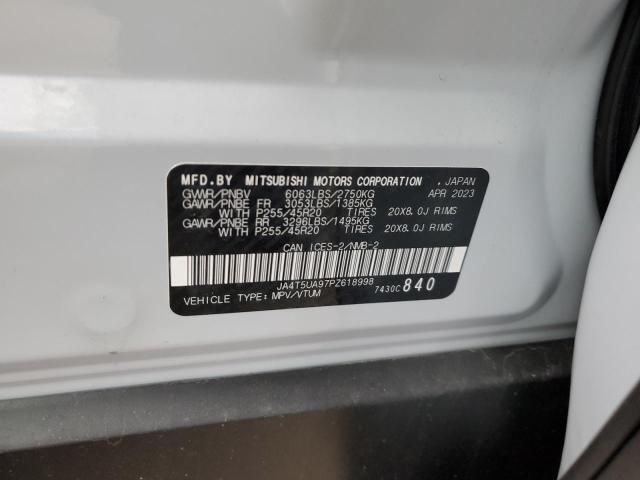 MFD.BY MITSUBISHI MOTORS CORPORATION , JAPAN
GVWR/PNBV 6063LBS/2750KG APR 2023
GAWR/PNBE FR 3053LBS/1385KG
WITH P255/45R20 TIRES 20X8.0J RIMS
GAWR/PNBE RR 3296LBS/1495KG
WITH P255/45R20 TIRES 20X8.0J RIMS
CAN ICES-2/NMB-2
JA4T5UA97PZ618998 7430C 840
VEHICLE TYPE: MPV/VTUM